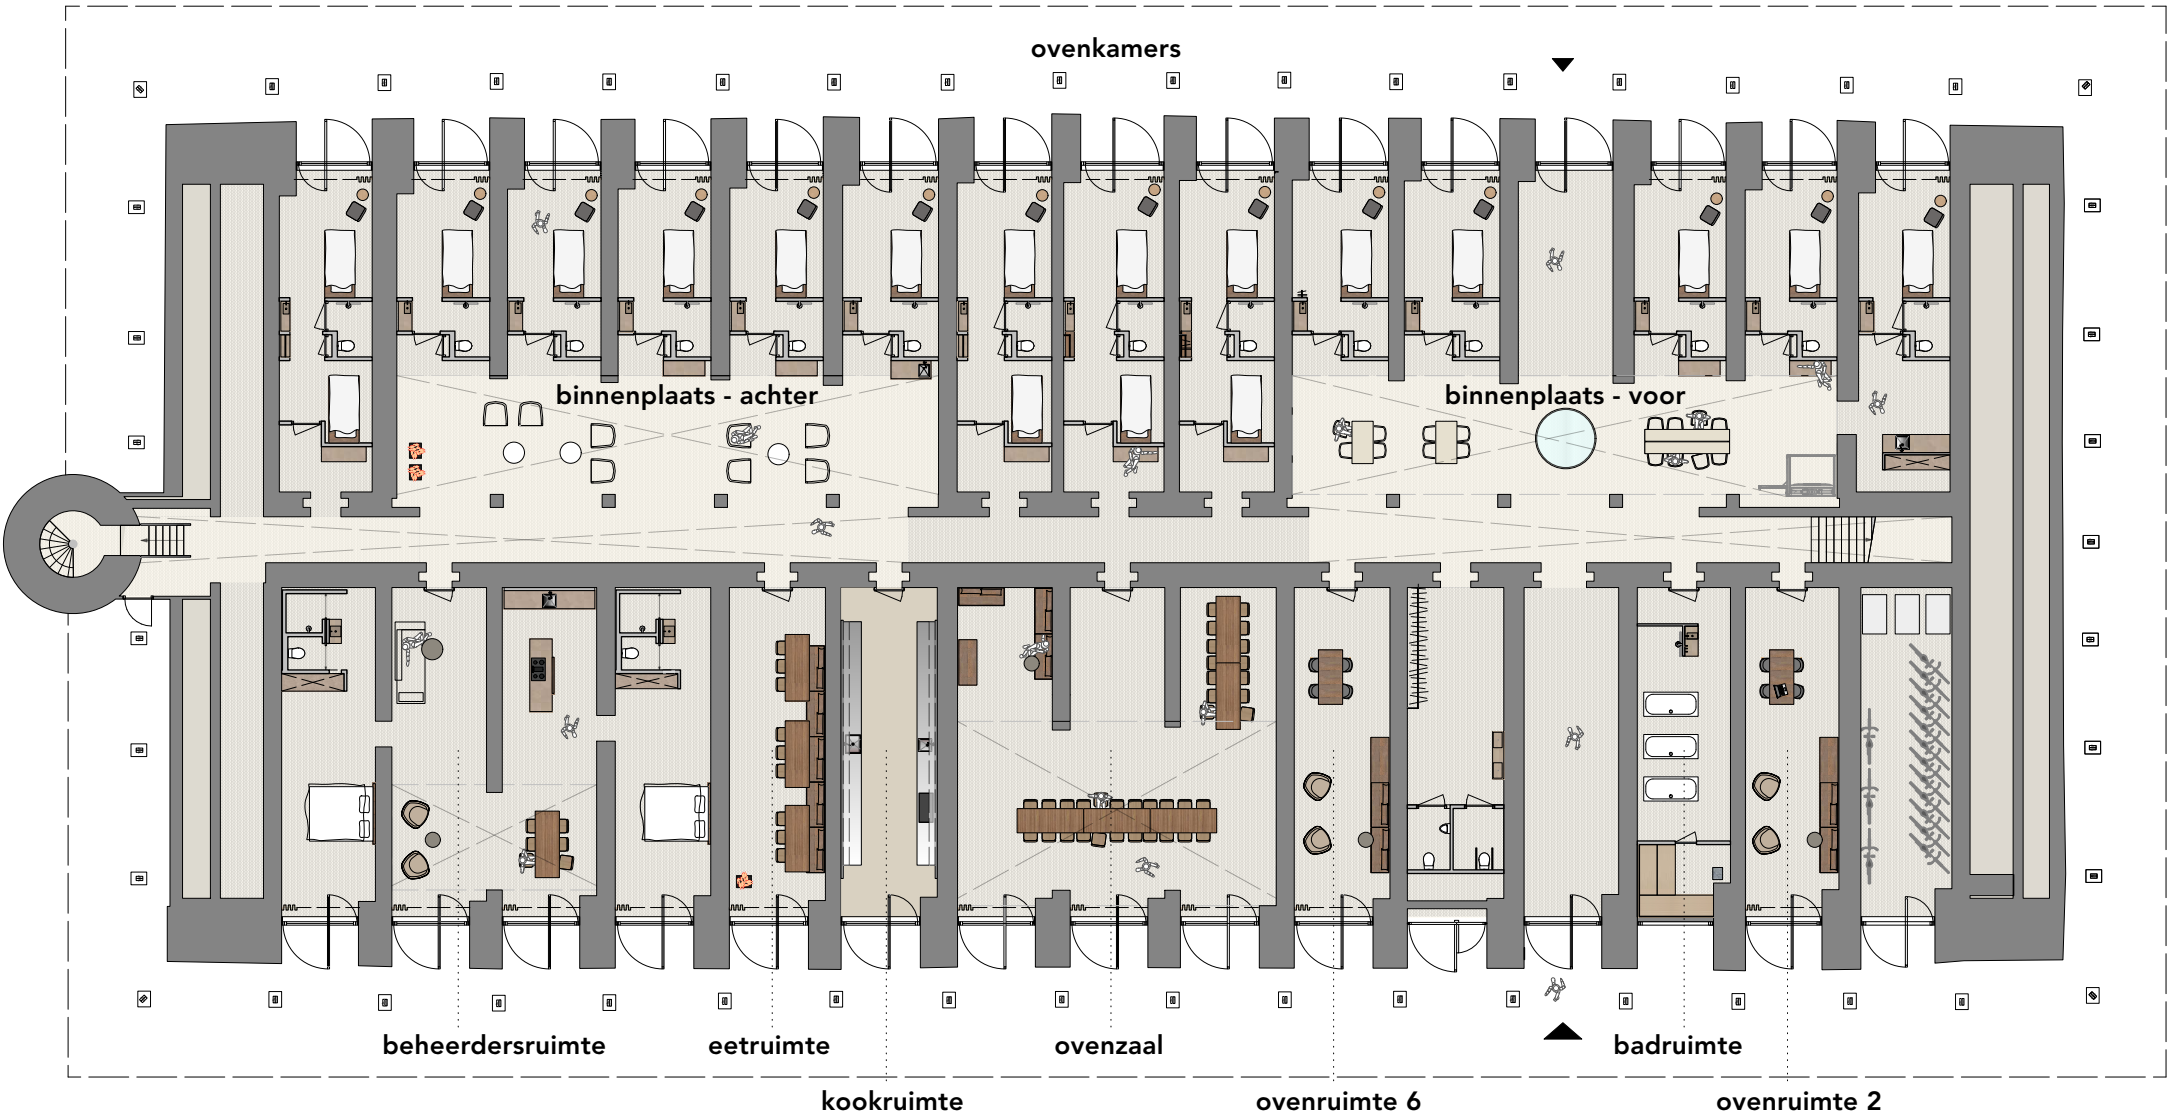 ovenkamers
binnenplaats - achter
binnenplaats - voor
beheerdersruimte
eetruimte
ovenzaal
badruimte
kookruimte
ovenruimte 6
ovenruimte 2